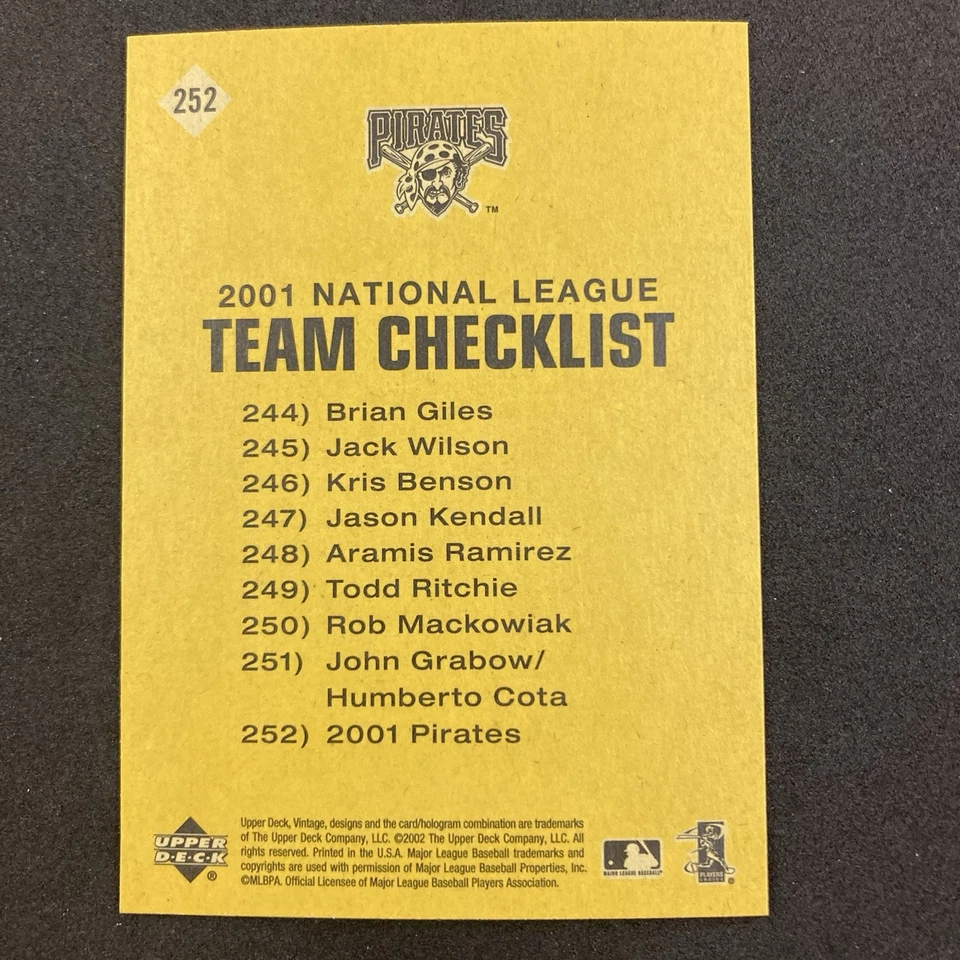 252
PIRATES
TM
2001 NATIONAL LEAGUE
TEAM CHECKLIST
244) Brian Giles
245) Jack Wilson
246) Kris Benson
247) Jason Kendall
248) Aramis Ramirez
249) Todd Ritchie
250) Rob Mackowiak
251) John Grabow/
Humberto Cota
252) 2001 Pirates
Upper Deck, Vintage, designs and the card/hologram combination are trademarks
of The Upper Deck Company, LLC. ©2002 The Upper Deck Company, LLC. All
rights reserved. Printed in the U.S.A. Major League Baseball trademarks and
copyrights are used with permission of Major League Baseball Properties, Inc.
©MLBPA. Official Licensee of Major League Baseball Players Association.
UPPER
D·E·C·K
®
MAJOR LEAGUE BASEBALL
PLAYERS